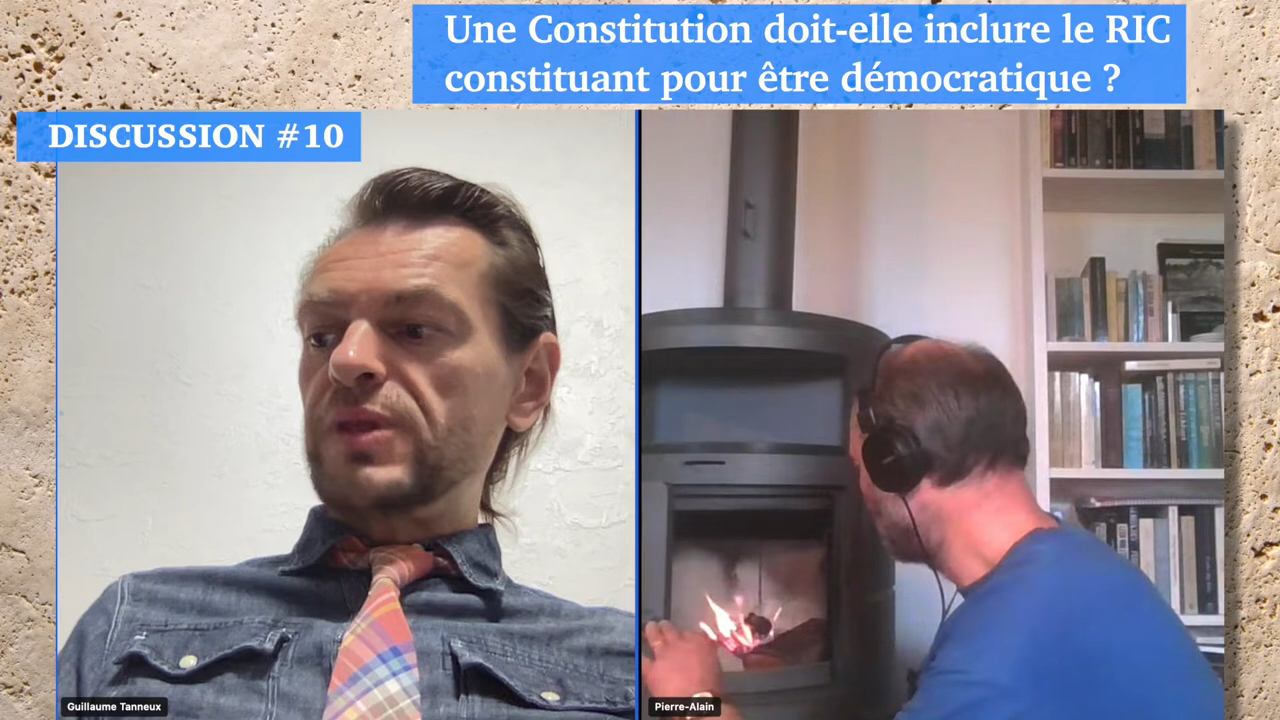 Une Constitution doit-elle inclure le RIC
constituant pour être démocratique ?
DISCUSSION #10
Guillaume Tanneux
Pierre-Alain